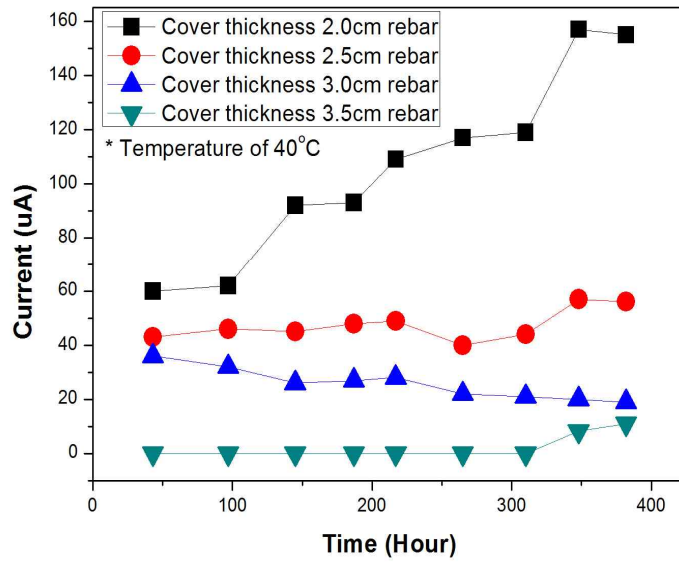 Cover thickness 2.0cm rebar
Cover thickness 2.5cm rebar
Cover thickness 3.0cm rebar
Cover thickness 3.5cm rebar
* Temperature of 40°C
Current (uA)
160
140
120
100
80
60
40
20
0
0
100
200
300
400
Time (Hour)